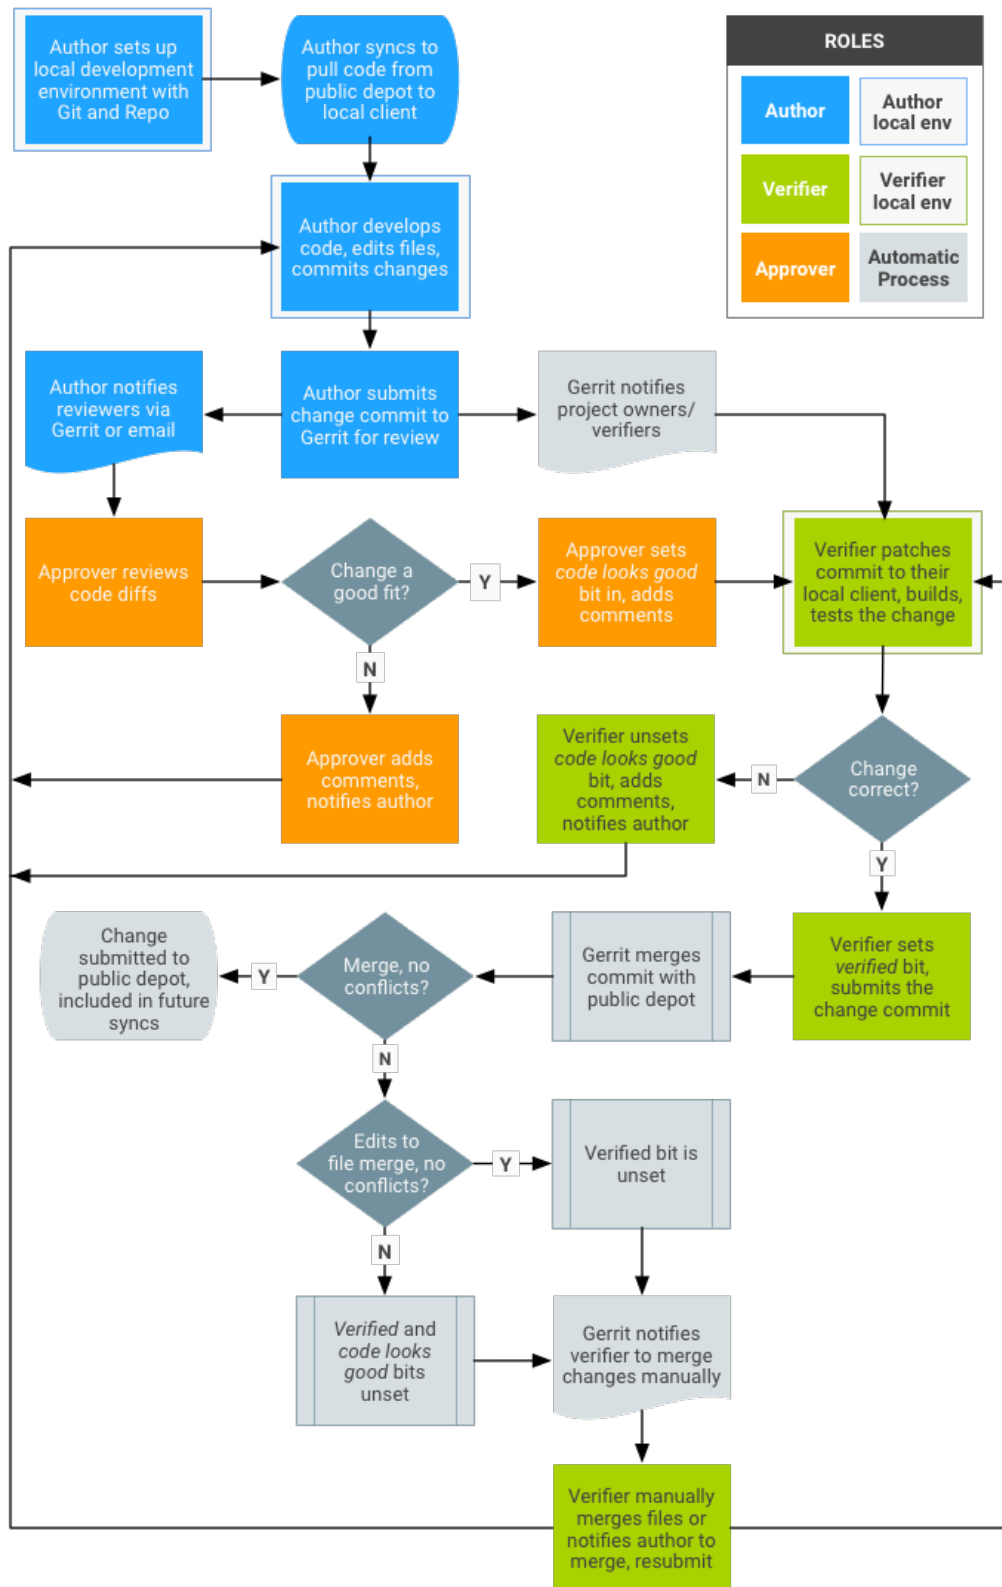 Author sets up
local development
environment with
Git and Repo
Author syncs to
pull code from
public depot to
local client
ROLES
Author
Author
local env
Verifier
Verifier
local env
Approver
Automatic
Process
Author develops
code, edits files,
commits changes
Author notifies
reviewers via
Gerrit or email
Author submits
change commit to
Gerrit for review
Gerrit notifies
project owners/
verifiers
Approver reviews
code diffs
Change a
good fit?
Y
Approver sets
code looks good
bit in, adds
comments
Verifier patches
commit to their
local client, builds,
tests the change
N
Approver adds
comments,
notifies author
Verifier unsets
code looks good
bit, adds
comments,
notifies author
N
Change
correct?
Y
Change
submitted to
public depot,
included in future
syncs
Y
Merge, no
conflicts?
Gerrit merges
commit with
public depot
Verifier sets
verified bit,
submits the
change commit
N
Edits to
file merge, no
conflicts?
Y
Verified bit is
unset
N
Verified and
code looks
good bits
unset
Gerrit notifies
verifier to merge
changes manually
Verifier manually
merges files or
notifies author to
merge, resubmit